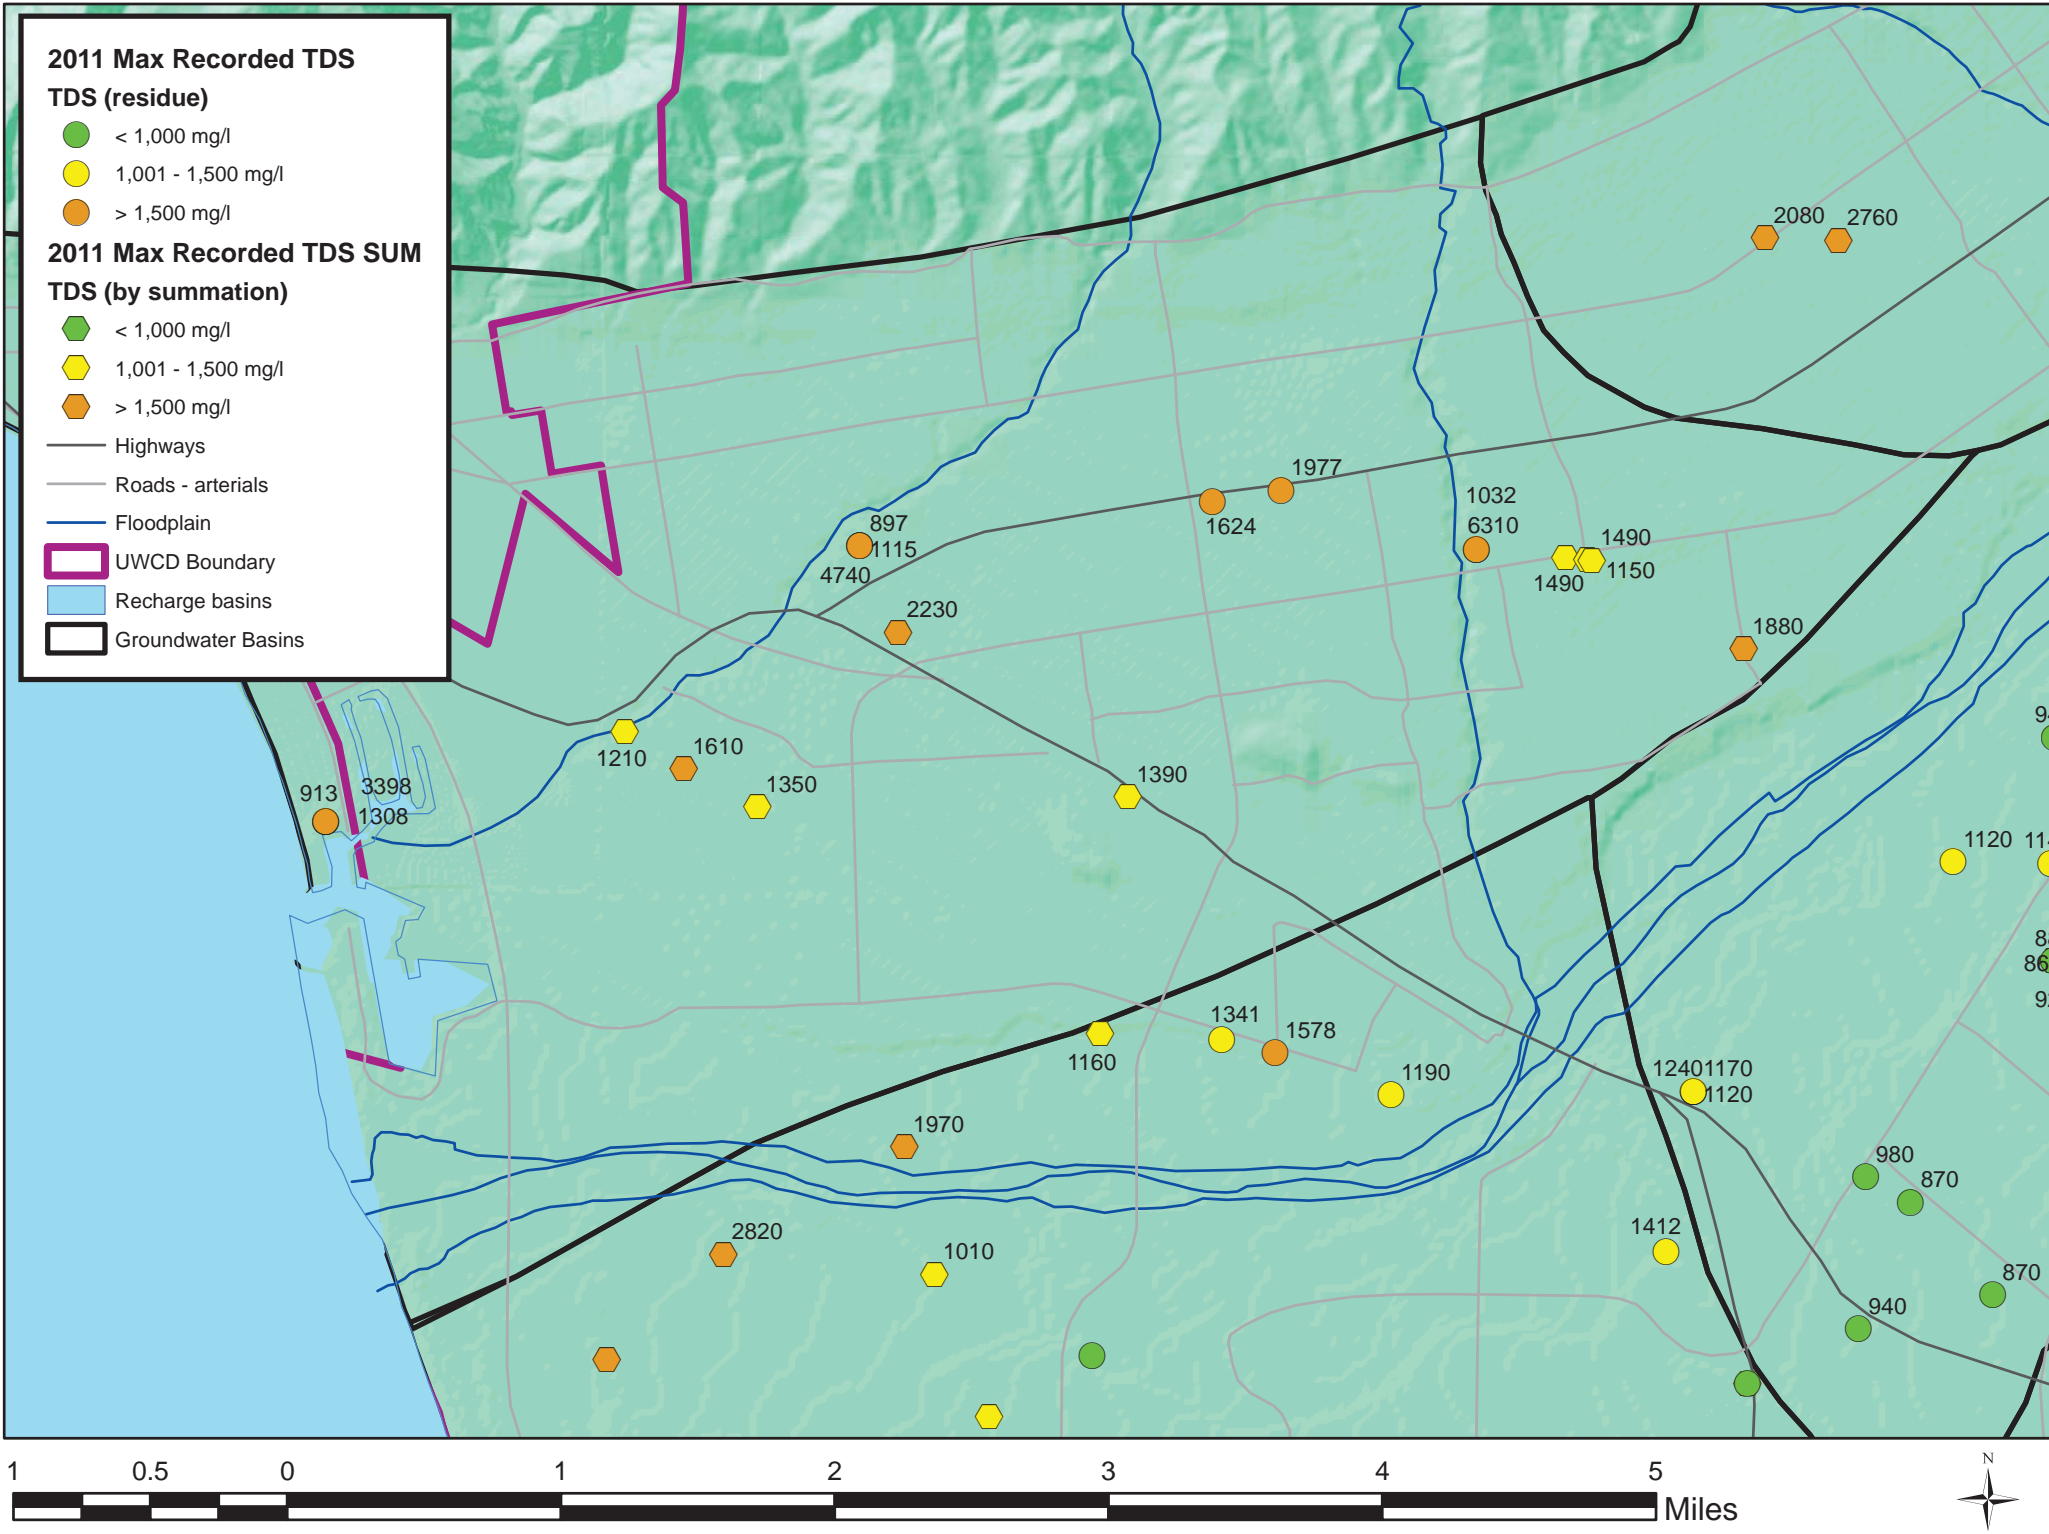 2011 Max Recorded TDS
TDS (residue)
< 1,000 mg/l
1,001 - 1,500 mg/l
> 1,500 mg/l
2011 Max Recorded TDS SUM
TDS (by summation)
< 1,000 mg/l
1,001 - 1,500 mg/l
> 1,500 mg/l
Highways
Roads - arterials
Floodplain
UWCD Boundary
Recharge basins
Groundwater Basins
2080
2760
1977
1624
1032
6310
897
1115
4740
1490
1490
1150
2230
1880
1210
1610
1350
1390
913
3398
1308
1120
1341
1578
1160
1190
1240
1170
1120
1970
980
870
1412
2820
1010
870
940
1
0.5
0
1
2
3
4
5
Miles
N